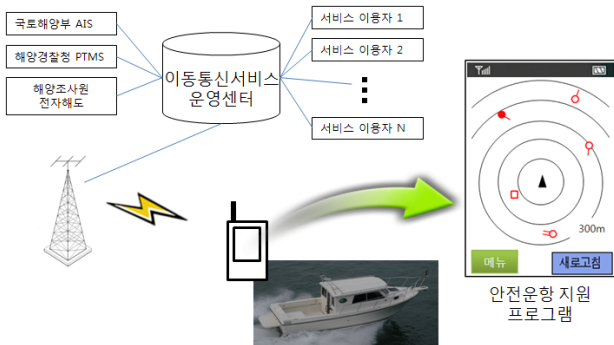 국토해양부 AIS
해양경찰청 PTMS
해양조사원
전자해도
이동통신서비스
운영센터
서비스 이용자 1
서비스 이용자 2
서비스 이용자 N
300m
메뉴
새로고침
안전운항 지원
프로그램